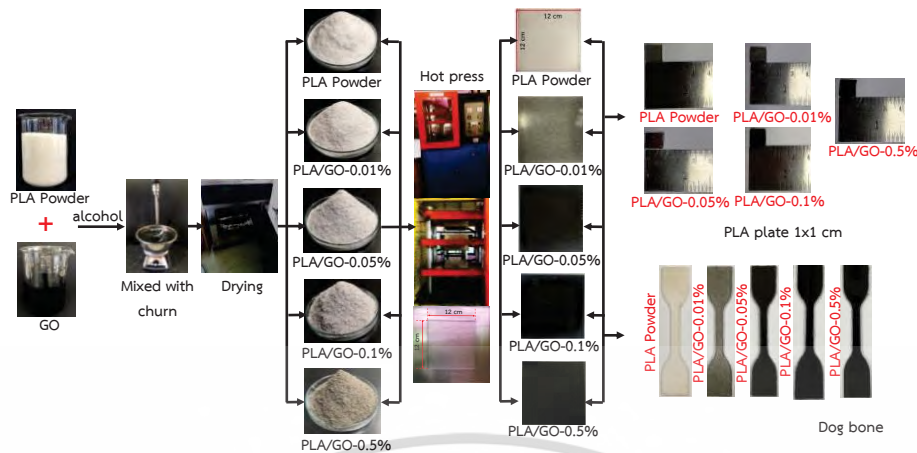 PLA Powder
+
GO
alcohol
Mixed with
churn
Drying
PLA Powder
PLA/GO-0.01%
PLA/GO-0.05%
PLA/GO-0.1%
PLA/GO-0.5%
Hot press
12 cm
12 cm
12 cm
12 cm
PLA Powder
PLA/GO-0.01%
PLA/GO-0.05%
PLA/GO-0.1%
PLA/GO-0.5%
PLA Powder
PLA/GO-0.01%
PLA/GO-0.5%
PLA/GO-0.05%
PLA/GO-0.1%
PLA plate 1x1 cm
PLA Powder
PLA/GO-0.01%
PLA/GO-0.05%
PLA/GO-0.1%
PLA/GO-0.5%
Dog bone